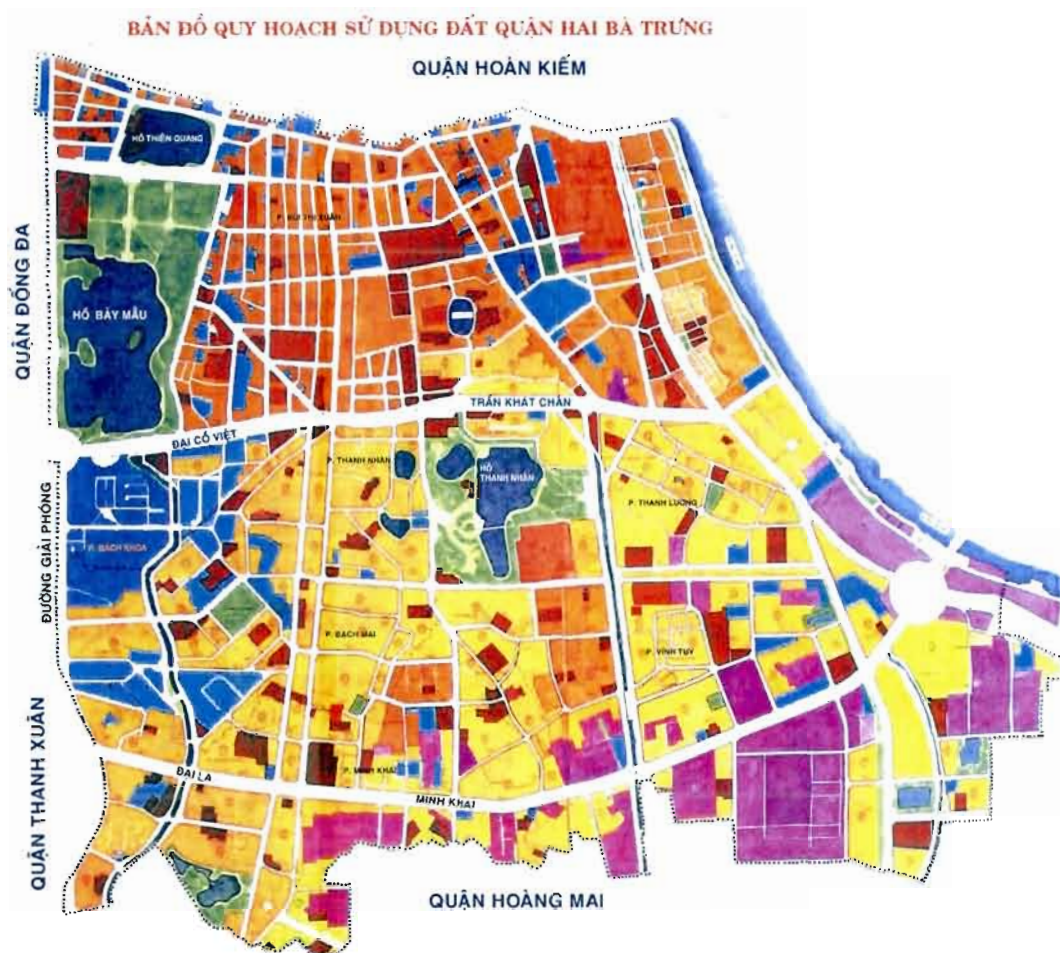 BẢN ĐỒ QUY HOẠCH SỬ DỤNG ĐẤT QUẬN HAI BÀ TRƯNG
QUẬN HOÀN KIẾM
HỒ THIỀN QUANG
P. BÙI THỊ XUÂN
QUẬN ĐỐNG ĐA
HỒ BẢY MẪU
TRẦN KHÁT CHÂN
ĐẠI CỒ VIỆT
P. THANH NHÀN
HỒ
THANH NHÀN
P. THANH LƯƠNG
ĐƯỜNG GIẢI PHÓNG
P. BÁCH KHOA
P. BẠCH MAI
P. VĨNH TUY
QUẬN THANH XUÂN
ĐẠI LA
P. MINH KHAI
MINH KHAI
QUẬN HOÀNG MAI